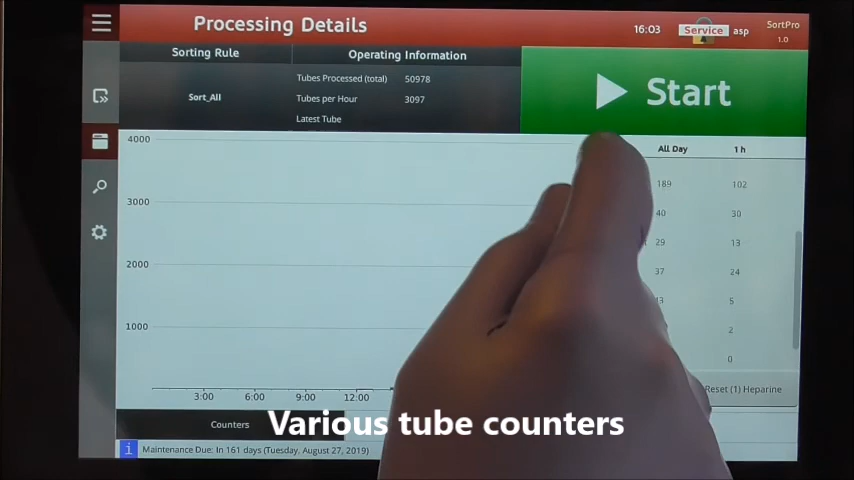 Processing Details
16:03
Service
asp
SortPro
1.0
Sorting Rule
Operating Information
Sort_All
Tubes Processed (total) 50978
Tubes per Hour 3097
Latest Tube
Start
4000
3000
2000
1000
3:00 6:00 9:00 12:00
All Day 1 h
189 102
40 30
29 13
37 24
5
2
0
Reset (1) Heparine
Counters
Various tube counters
i Maintenance Due: In 161 days (Tuesday, August 27, 2019)